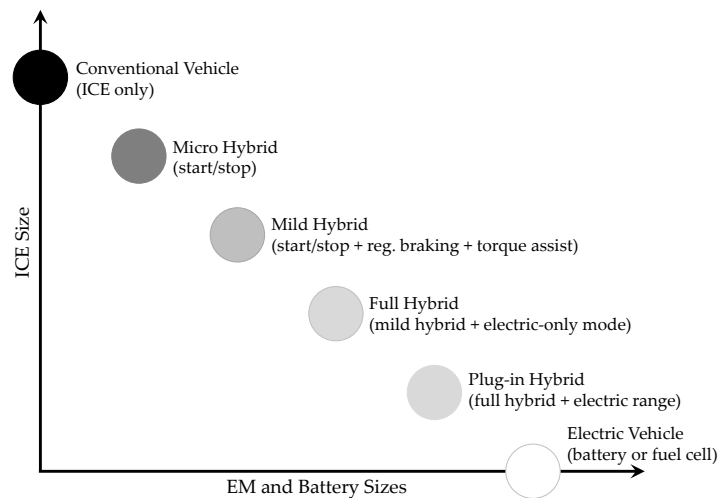 Conventional Vehicle
(ICE only)
Micro Hybrid
(start/stop)
Mild Hybrid
(start/stop + reg. braking + torque assist)
Full Hybrid
(mild hybrid + electric-only mode)
Plug-in Hybrid
(full hybrid + electric range)
Electric Vehicle
(battery or fuel cell)
ICE Size
EM and Battery Sizes